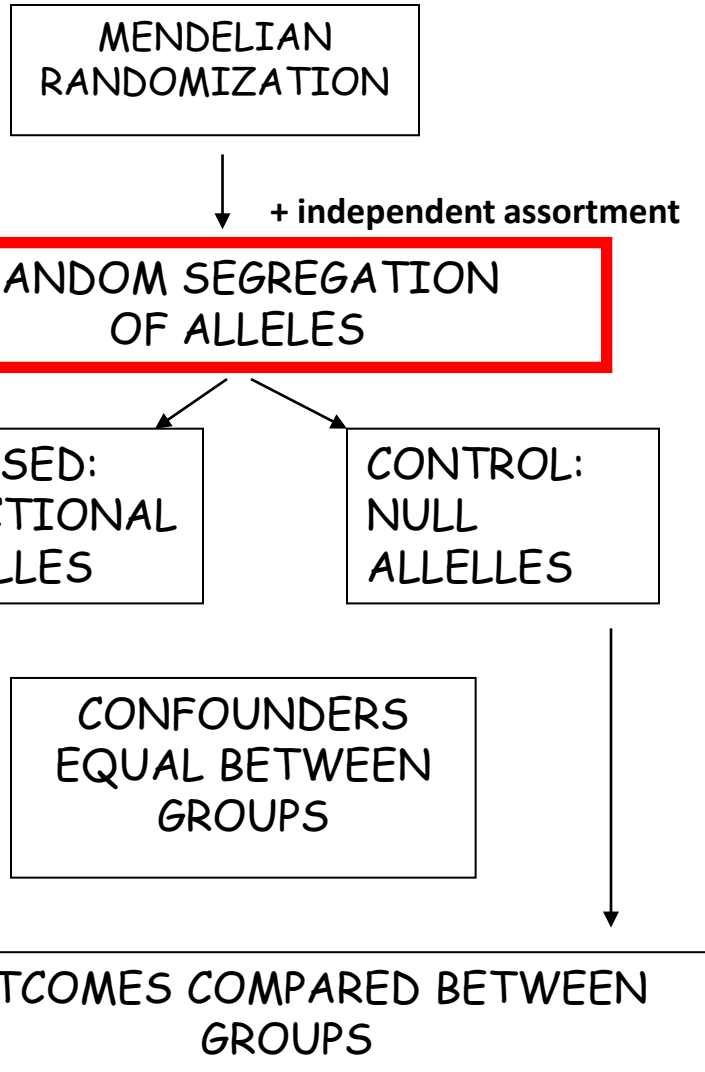 MENDELIAN
RANDOMIZATION
+ independent assortment
ANDOM SEGREGATION
OF ALLELES
SED:
CTIONAL
LLES
CONTROL:
NULL
ALLELLES
CONFOUNDERS
EQUAL BETWEEN
GROUPS
TCOMES COMPARED BETWEEN
GROUPS